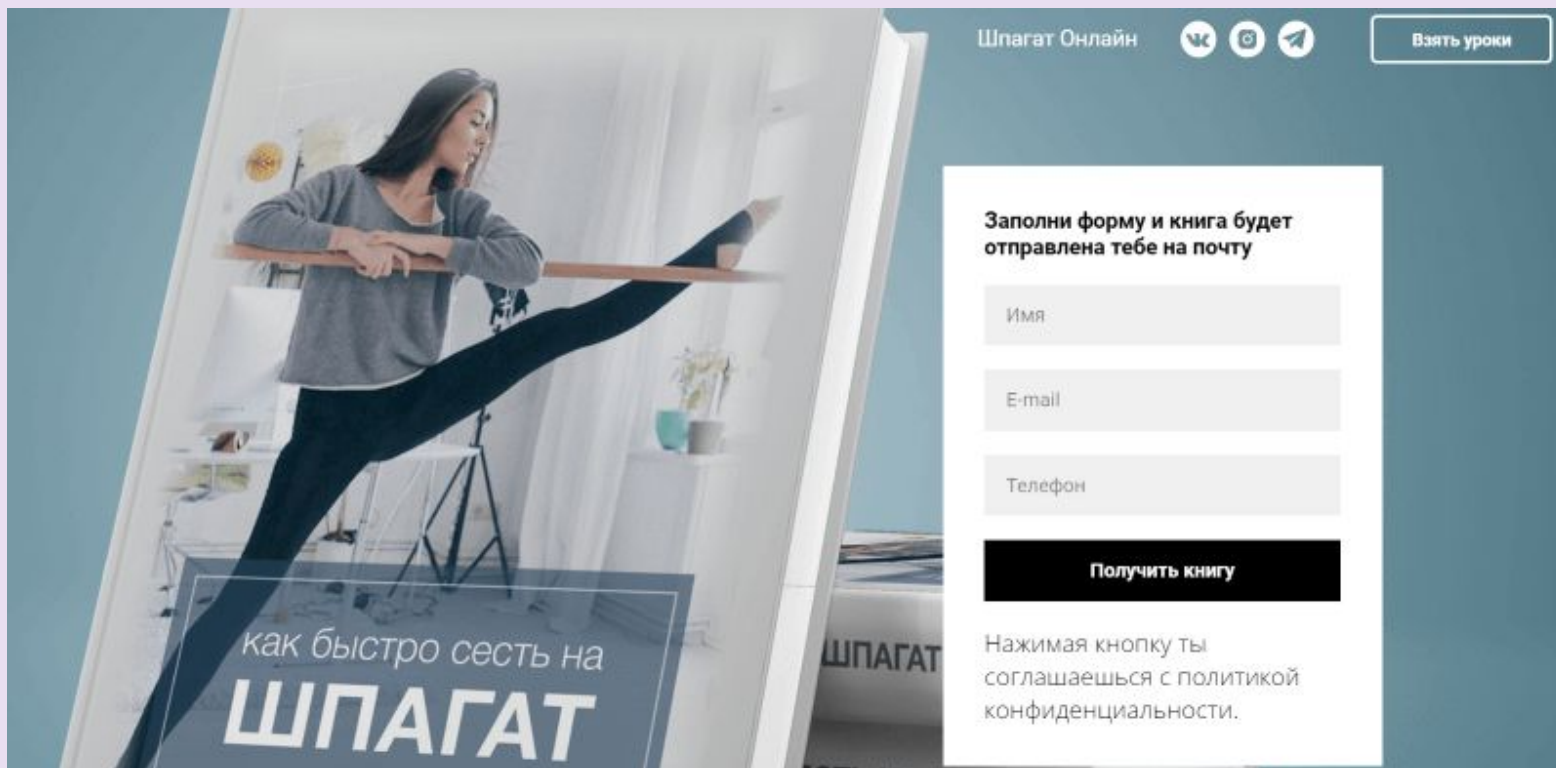 Шпагат Онлайн
Взять уроки
Заполни форму и книга будет
отправлена тебе на почту
Имя
E-mail
Телефон
Получить книгу
Нажимая кнопку ты
соглашаешься с политикой
конфиденциальности.
как быстро сесть на
ШПАГАТ
ШПАГАТ